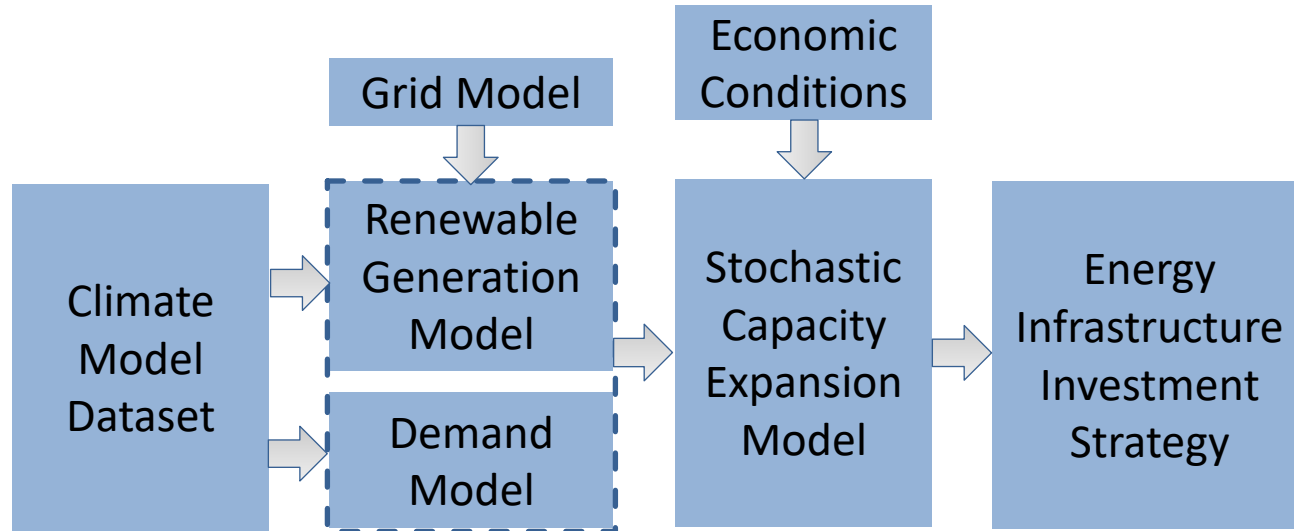 Grid Model
Economic
Conditions
Climate
Model
Dataset
Renewable
Generation
Model
Demand
Model
Stochastic
Capacity
Expansion
Model
Energy
Infrastructure
Investment
Strategy